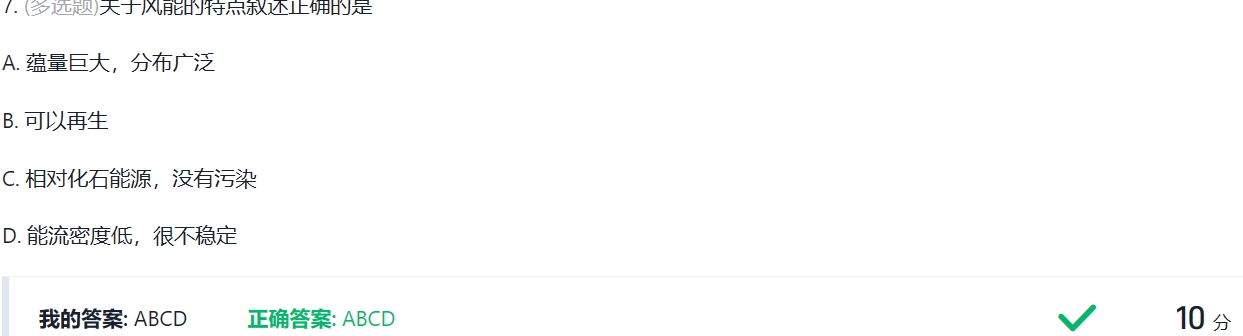 7. (多选题)关于风能的特点叙述正确的是
A. 蕴量巨大，分布广泛
B. 可以再生
C. 相对化石能源，没有污染
D. 能流密度低，很不稳定
我的答案: ABCD 正确答案: ABCD 10 分